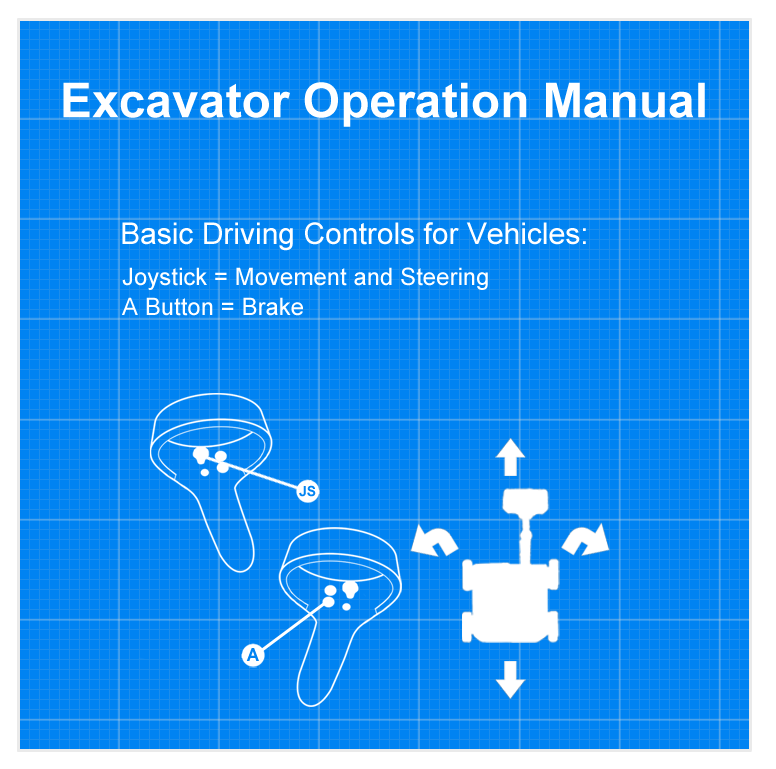 Excavator Operation Manual
Basic Driving Controls for Vehicles:
Joystick = Movement and Steering
A Button = Brake
JS
A